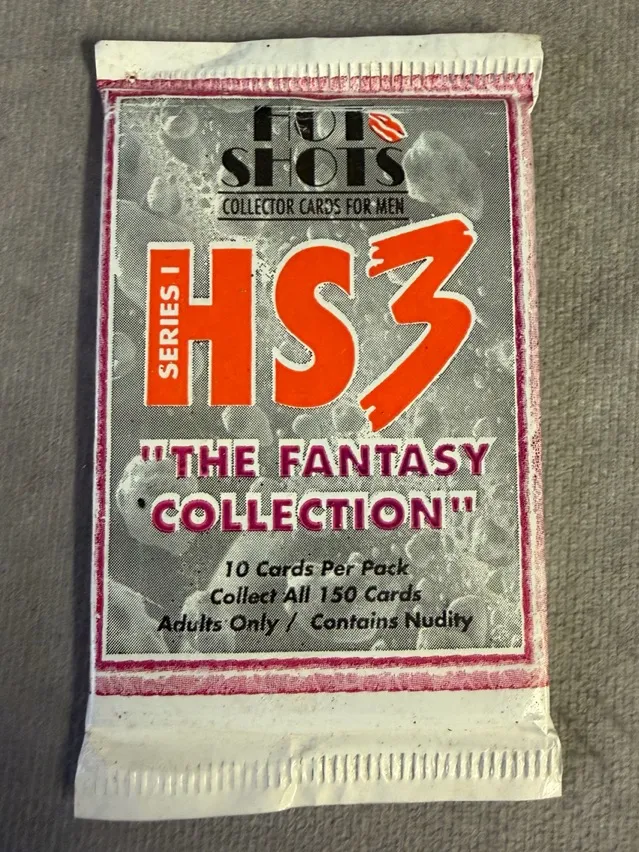 HOT
SHOTS
COLLECTOR CARDS FOR MEN
SERIES I
HS3
"THE FANTASY
COLLECTION"
10 Cards Per Pack
Collect All 150 Cards
Adults Only / Contains Nudity